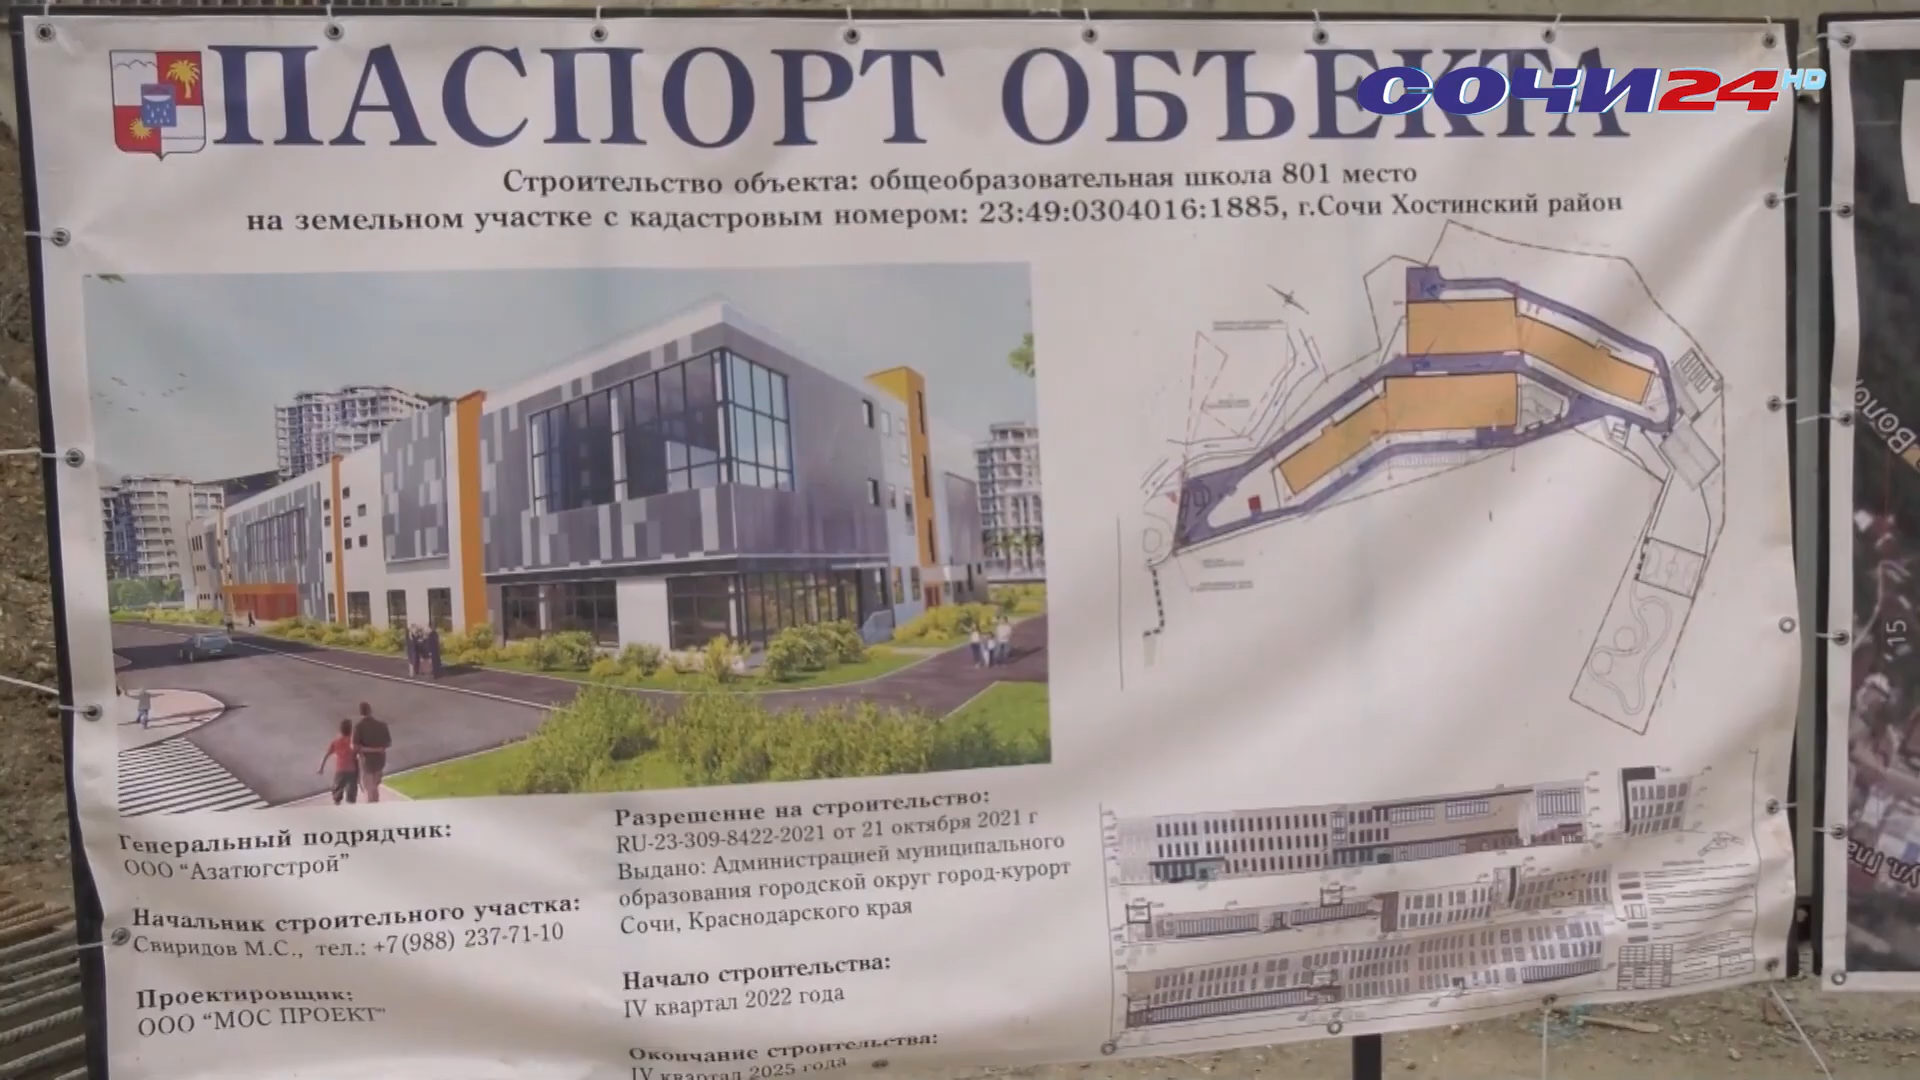 ПАСПОРТ ОБЪЕКТА
СОЧИ24HD
Строительство объекта: общеобразовательная школа 801 место
на земельном участке с кадастровым номером: 23:49:0304016:1885, г.Сочи Хостинский район
Генеральный подрядчик:
ООО “Азатюгстрой”
Начальник строительного участка:
Свиридов М.С., тел.: +7(988) 237-71-10
Проектировщик:
ООО “МОС ПРОЕКТ”
Разрешение на строительство:
RU-23-309-8422-2021 от 21 октября 2021 г
Выдано: Администрацией муниципального
образования городской округ город-курорт
Сочи, Краснодарского края
Начало строительства:
IV квартал 2022 года
Окончание строительства:
IV квартал 2025 года
15